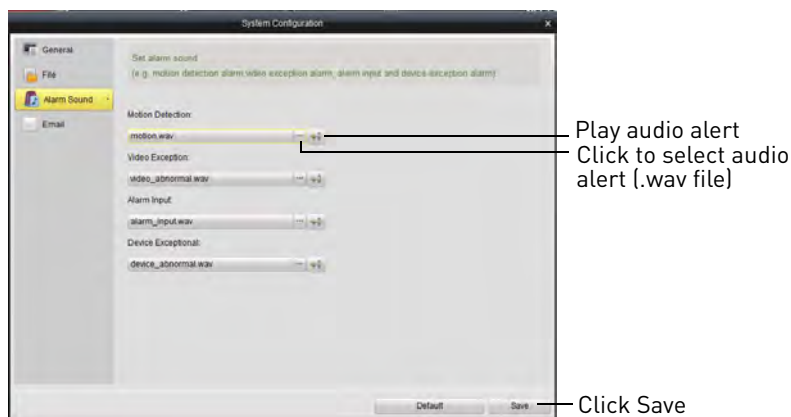 System Configuration
General
File
Alarm Sound
Email
Set alarm sound
(e.g. motion detection alarm,video exception alarm, alarm input and device exception alarm)
Motion Detection:
motion.wav
Video Exception:
video_abnormal.wav
Alarm Input:
alarm_input.wav
Device Exceptional:
device_abnormal.wav
Default
Save
Play audio alert
Click to select audio
alert (.wav file)
Click Save